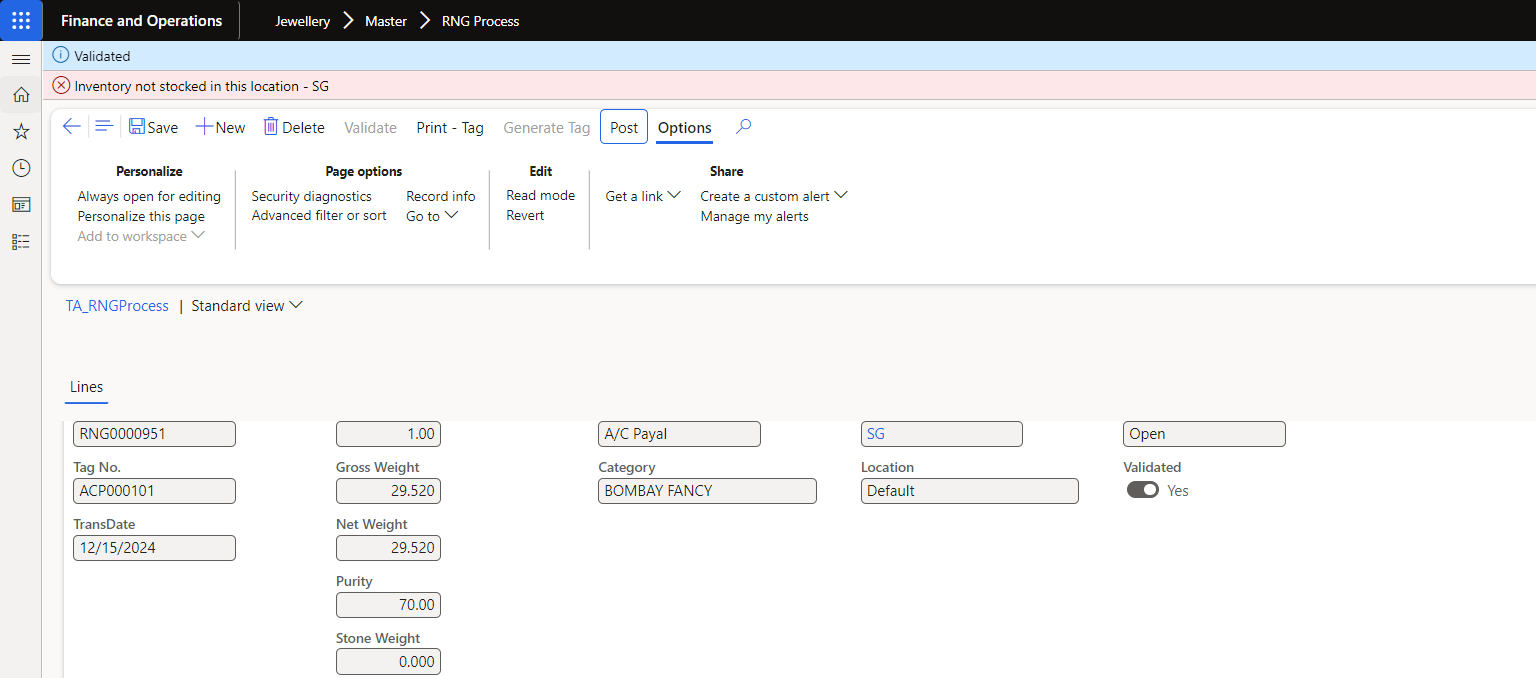 Finance and Operations
Jewellery
Master
RNG Process
Validated
Inventory not stocked in this location - SG
Save
New
Delete
Validate
Print - Tag
Generate Tag
Post
Options
Personalize
Always open for editing
Personalize this page
Add to workspace
Page options
Security diagnostics
Advanced filter or sort
Record info
Go to
Edit
Read mode
Revert
Share
Get a link
Create a custom alert
Manage my alerts
TA_RNGProcess | Standard view
Lines
RNG0000951
Tag No.
ACP000101
TransDate
12/15/2024
1.00
Gross Weight
29.520
Net Weight
29.520
Purity
70.00
Stone Weight
0.000
A/C Payal
Category
BOMBAY FANCY
SG
Location
Default
Open
Validated
Yes